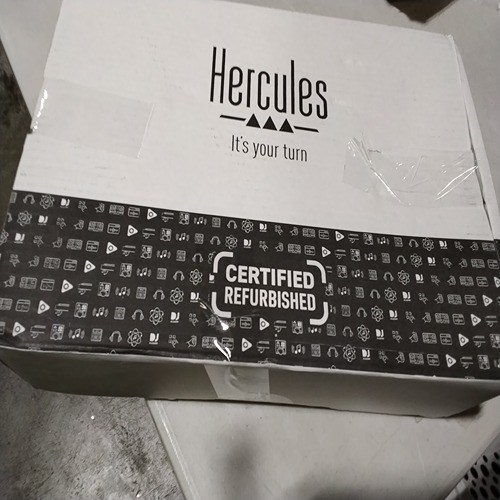 Hercules
It's your turn
CERTIFIED
REFURBISHED